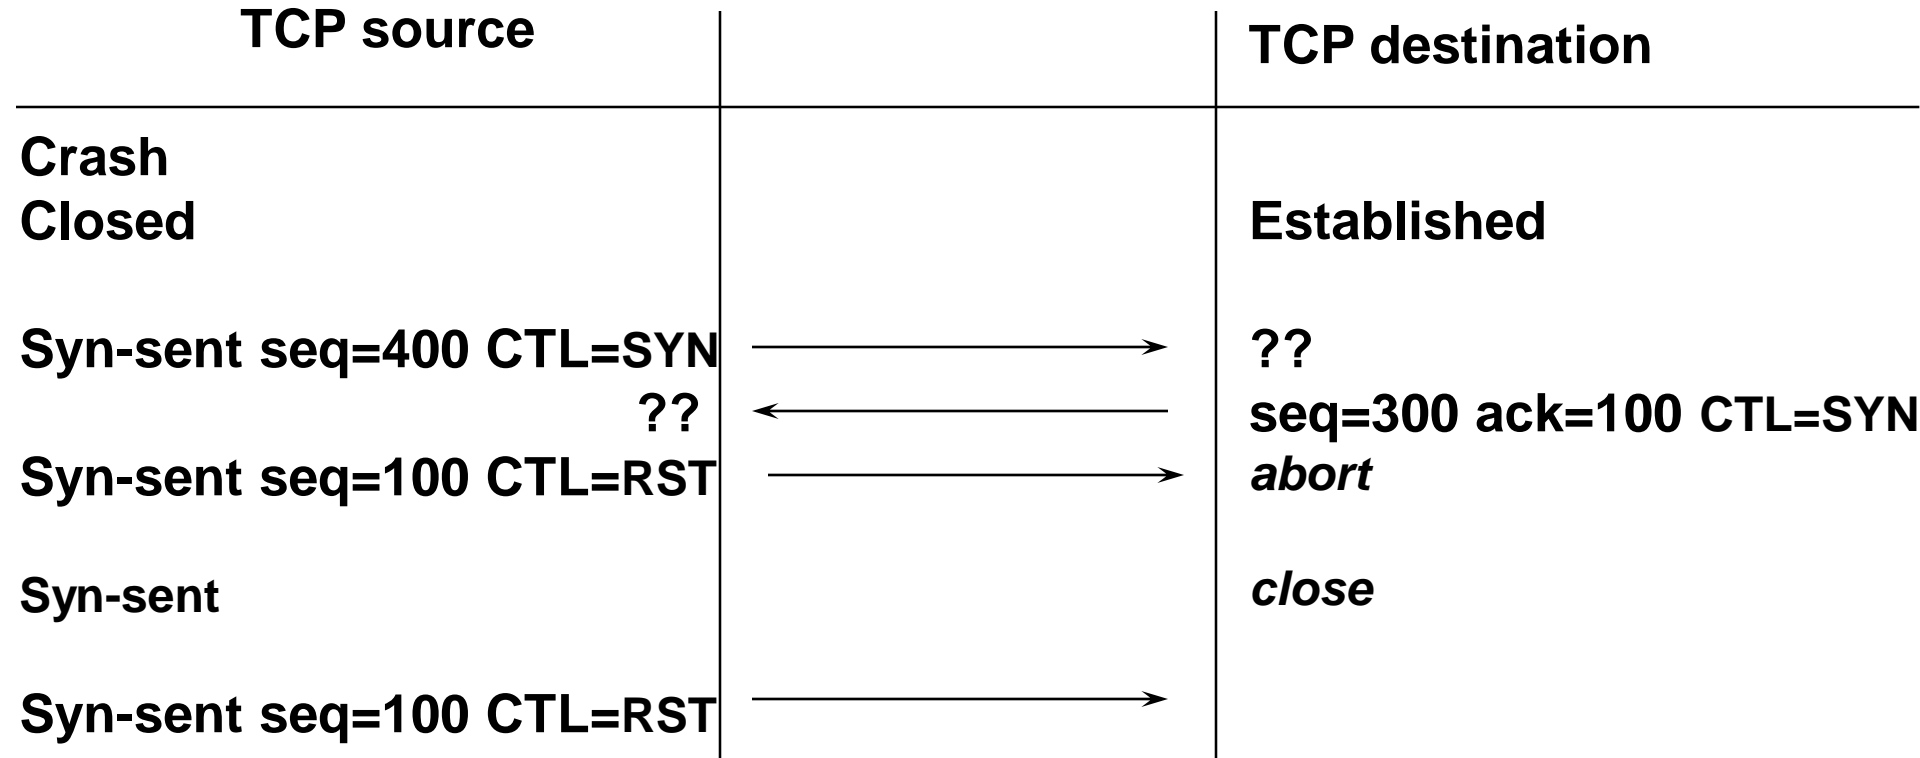 TCP source
TCP destination
Crash
Closed
Established
Syn-sent seq=400 CTL=SYN
??
??
seq=300 ack=100 CTL=SYN
Syn-sent seq=100 CTL=RST
abort
Syn-sent
close
Syn-sent seq=100 CTL=RST